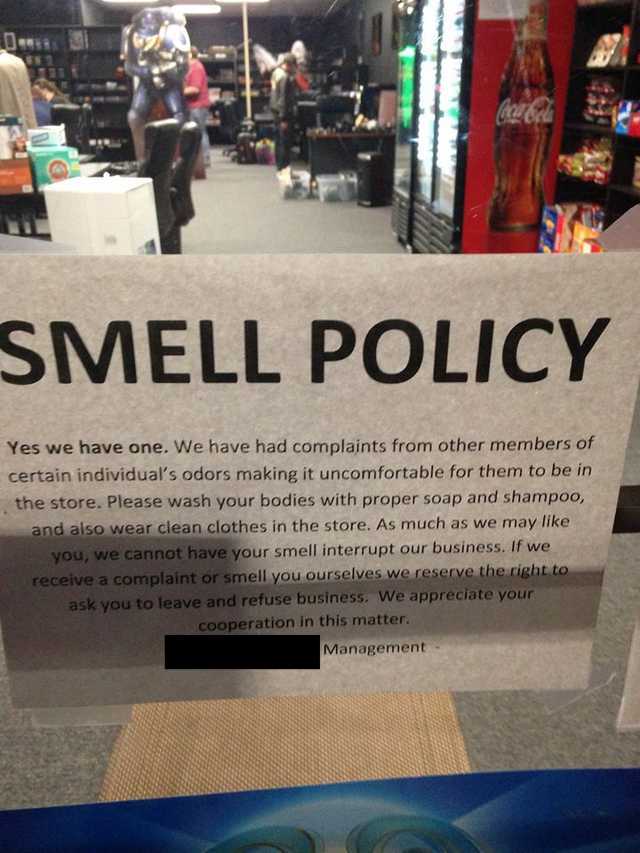 Coca-Cola
SMELL POLICY
Yes we have one. We have had complaints from other members of
certain individual's odors making it uncomfortable for them to be in
the store. Please wash your bodies with proper soap and shampoo,
and also wear clean clothes in the store. As much as we may like
you, we cannot have your smell interrupt our business. If we
receive a complaint or smell you ourselves we reserve the right to
ask you to leave and refuse business. We appreciate your
cooperation in this matter.
Management -